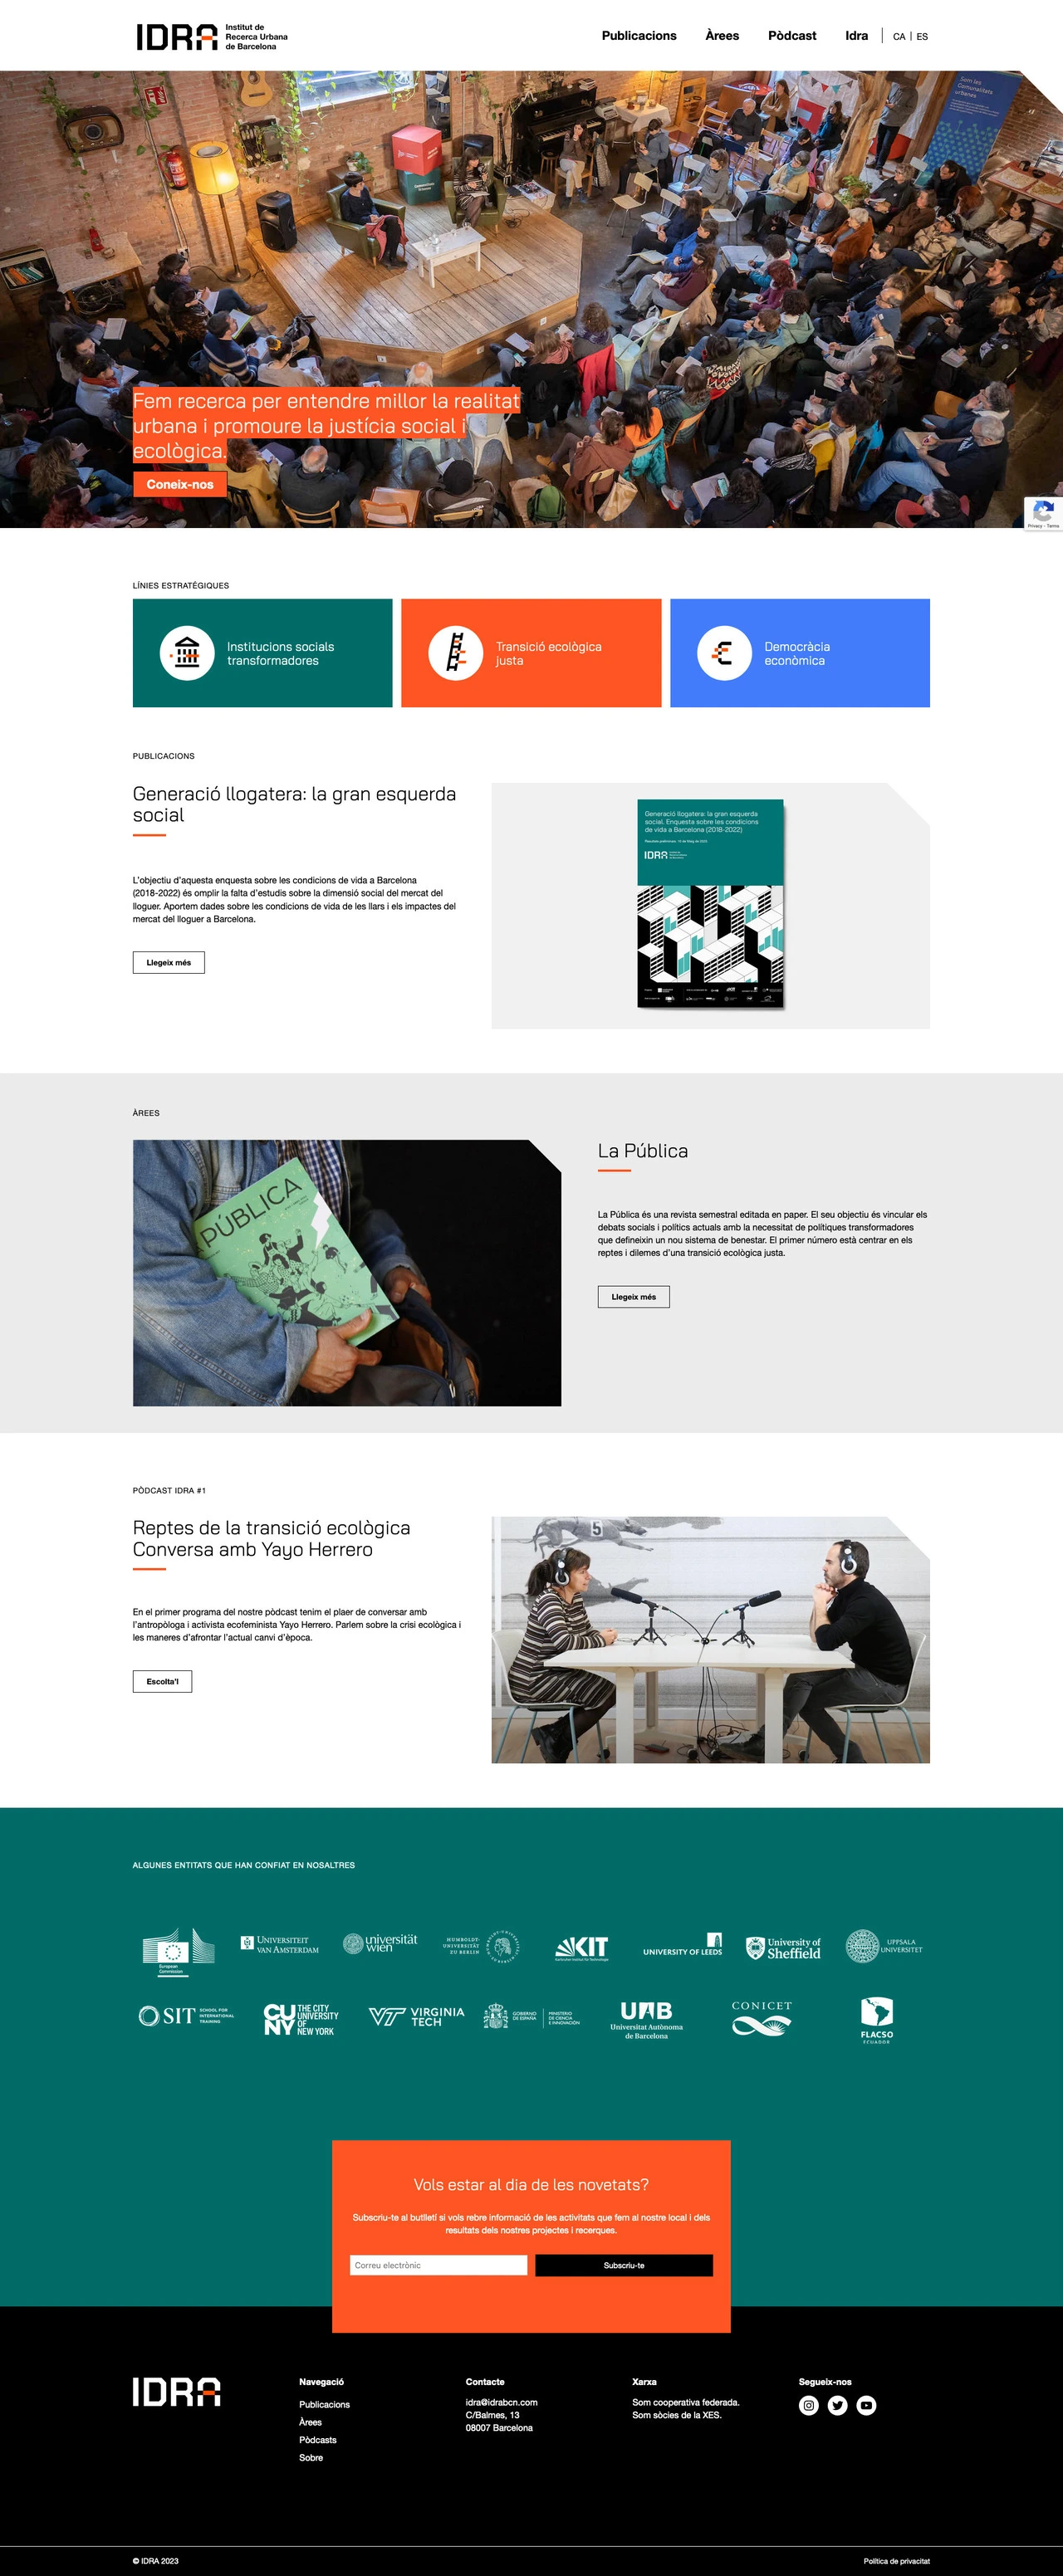 IDRA
Institut de
Recerca Urbana
de Barcelona
Publicacions
Àrees
Pòdcast
Idra
CA | ES
Som les
Comunalitats
urbanes
Fem recerca per entendre millor la realitat
urbana i promoure la justícia social i
ecològica.
Coneix-nos
Privacy - Terms
LÍNIES ESTRATÉGIQUES
Institucions socials
transformadores
Transició ecològica
justa
Democràcia
econòmica
PUBLICACIONS
Generació llogatera: la gran esquerda
social
L'objectiu d'aquesta enquesta sobre les condicions de vida a Barcelona
(2018-2022) és omplir la falta d'estudis sobre la dimensió social del mercat del
lloguer. Aportem dades sobre les condicions de vida de les llars i els impactes del
mercat del lloguer a Barcelona.
Llegeix més
Generació llogatera: la gran esquerda
social. Enquesta sobre les condicions
de vida a Barcelona (2018-2022)
IDRA
ÀREES
PÚBLICA
La Pública
La Pública és una revista semestral editada en paper. El seu objectiu és vincular els
debats socials i polítics actuals amb la necessitat de polítiques transformadores
que defineixin un nou sistema de benestar. El primer número està centrar en els
reptes i dilemes d'una transició ecològica justa.
Llegeix més
PÒDCAST IDRA #1
Reptes de la transició ecològica
Conversa amb Yayo Herrero
En el primer programa del nostre pòdcast tenim el plaer de conversar amb
l'antropòloga i activista ecofeminista Yayo Herrero. Parlem sobre la crisi ecològica i
les maneres d'afrontar l'actual canvi d'època.
Escolta'l
5
ALGUNES ENTITATS QUE HAN CONFIAT EN NOSALTRES
European
Commission
UNIVERSITEIT
VAN AMSTERDAM
universität
wien
HUMBOLDT-
UNIVERSITÄT
ZU BERLIN
KIT
Karlsruher Institut für Technologie
UNIVERSITY OF LEEDS
University of
Sheffield
UPPSALA
UNIVERSITET
SIT
SCHOOL FOR
INTERNATIONAL
TRAINING
CU
NY
THE CITY
UNIVERSITY
OF
NEW YORK
VIRGINIA
TECH
GOBIERNO
DE ESPAÑA
MINISTERIO
DE CIENCIA
E INNOVACIÓN
UAB
Universitat Autònoma
de Barcelona
CONICET
FLACSO
ECUADOR
Vols estar al dia de les novetats?
Subscriu-te al butlletí si vols rebre informació de les activitats que fem al nostre local i dels
resultats dels nostres projectes i recerques.
Correu electrònic
Subscriu-te
IDRA
Navegació
Publicacions
Àrees
Pòdcasts
Sobre
Contacte
idra@idrabcn.com
C/Balmes, 13
08007 Barcelona
Xarxa
Som cooperativa federada.
Som sòcies de la XES.
Segueix-nos
© IDRA 2023
Política de privacitat